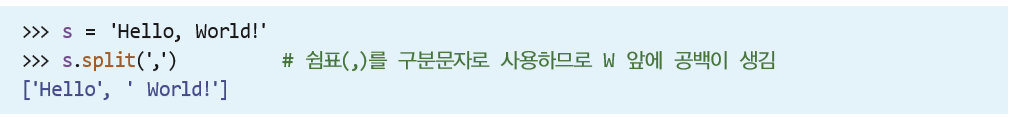 >>> s = 'Hello, World!'
>>> s.split(',') # 쉼표(,)를 구분문자로 사용하므로 W 앞에 공백이 생김
['Hello', ' World!']